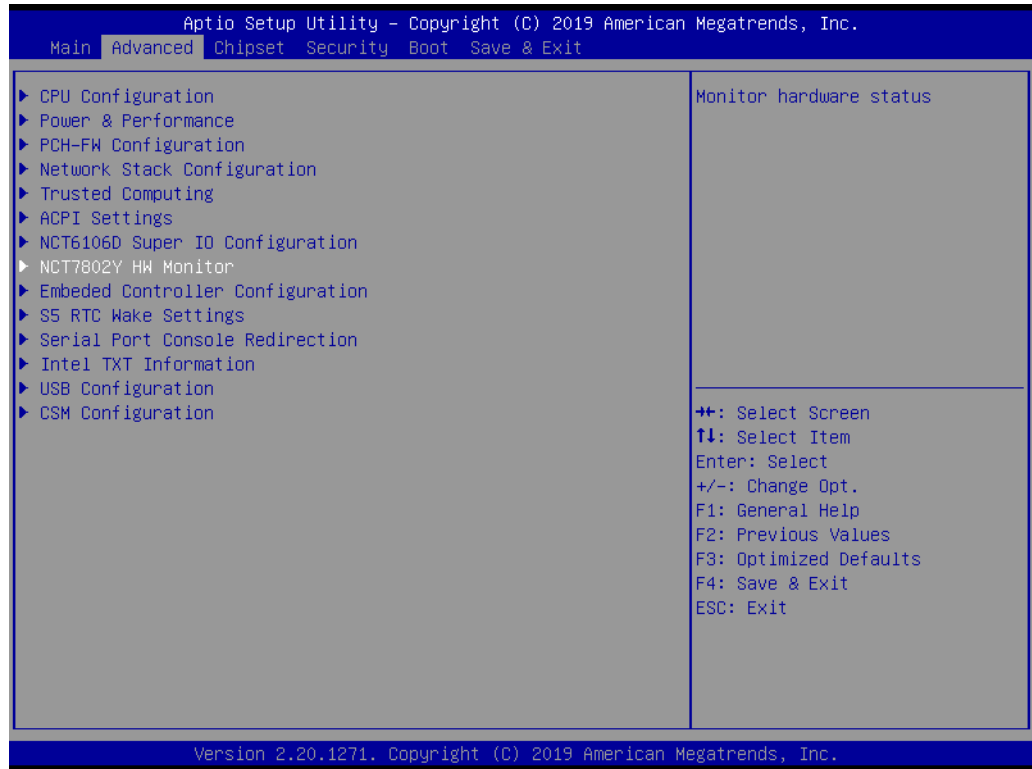 Aptio Setup Utility – Copyright (C) 2019 American Megatrends, Inc.
Main Advanced Chipset Security Boot Save & Exit
▶ CPU Configuration
▶ Power & Performance
▶ PCH-FW Configuration
▶ Network Stack Configuration
▶ Trusted Computing
▶ ACPI Settings
▶ NCT6106D Super IO Configuration
▶ NCT7802Y HW Monitor
▶ Embeded Controller Configuration
▶ S5 RTC Wake Settings
▶ Serial Port Console Redirection
▶ Intel TXT Information
▶ USB Configuration
▶ CSM Configuration
Monitor hardware status
→←: Select Screen
↑↓: Select Item
Enter: Select
+/-: Change Opt.
F1: General Help
F2: Previous Values
F3: Optimized Defaults
F4: Save & Exit
ESC: Exit
Version 2.20.1271. Copyright (C) 2019 American Megatrends, Inc.